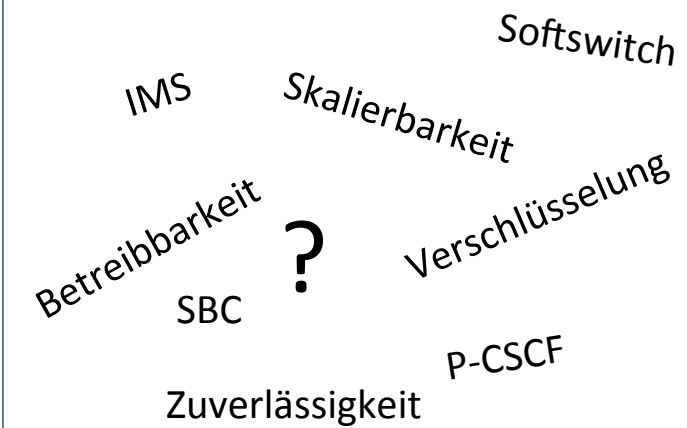 Softswitch
IMS
Skalierbarkeit
Verschlüsselung
Betreibbarkeit
?
SBC
P-CSCF
Zuverlässigkeit